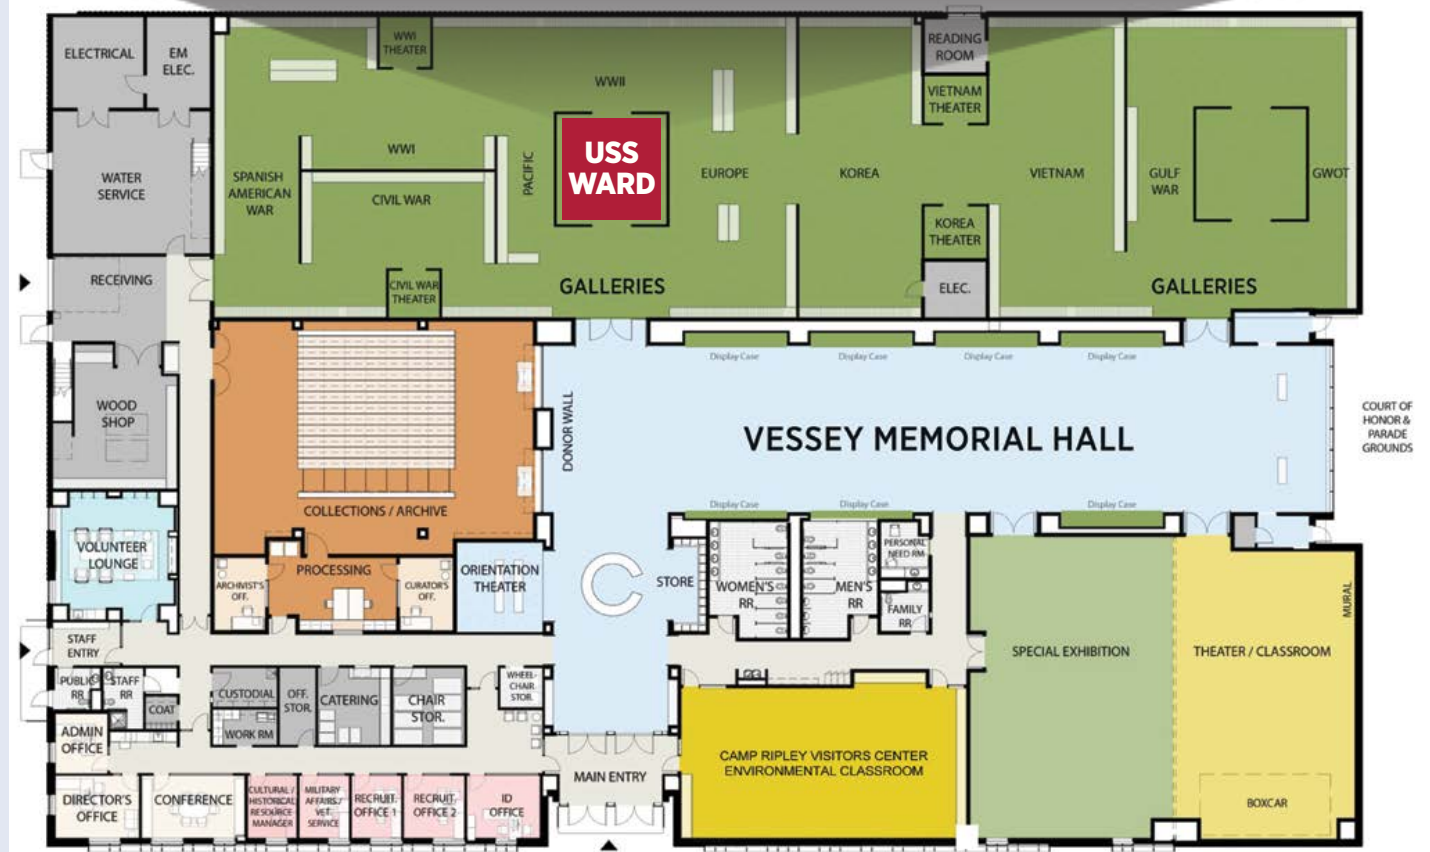 ELECTRICAL
EM
ELEC.
WWI
THEATER
WWII
READING
ROOM
VIETNAM
THEATER
WATER
SERVICE
SPANISH
AMERICAN
WAR
WWI
CIVIL WAR
PACIFIC
USS
WARD
EUROPE
KOREA
VIETNAM
GULF
WAR
GWOT
KOREA
THEATER
RECEIVING
CIVIL WAR
THEATER
GALLERIES
ELEC.
GALLERIES
Display Case
Display Case
Display Case
Display Case
WOOD
SHOP
DONOR WALL
VESSEY MEMORIAL HALL
COURT OF
HONOR &
PARADE
GROUNDS
COLLECTIONS / ARCHIVE
Display Case
Display Case
Display Case
VOLUNTEER
LOUNGE
ARCHIVIST'S
OFF.
PROCESSING
CURATOR'S
OFF.
ORIENTATION
THEATER
C
STORE
WOMEN'S
RR
MEN'S
RR
PERSONAL
NEED RM
FAMILY
RR
MURAL
STAFF
ENTRY
SPECIAL EXHIBITION
THEATER / CLASSROOM
PUBLIC
RR
STAFF
RR
COAT
CUSTODIAL
WORK RM
OFF.
STOR.
CATERING
CHAIR
STOR.
WHEEL-
CHAIR
STOR.
ADMIN
OFFICE
MAIN ENTRY
CAMP RIPLEY VISITORS CENTER
ENVIRONMENTAL CLASSROOM
DIRECTOR'S
OFFICE
CONFERENCE
CULTURAL /
HISTORICAL
RESOURCE
MANAGER
MILITARY
AFFAIRS /
VET.
SERVICE
RECRUIT.
OFFICE 1
RECRUIT.
OFFICE 2
ID
OFFICE
BOXCAR